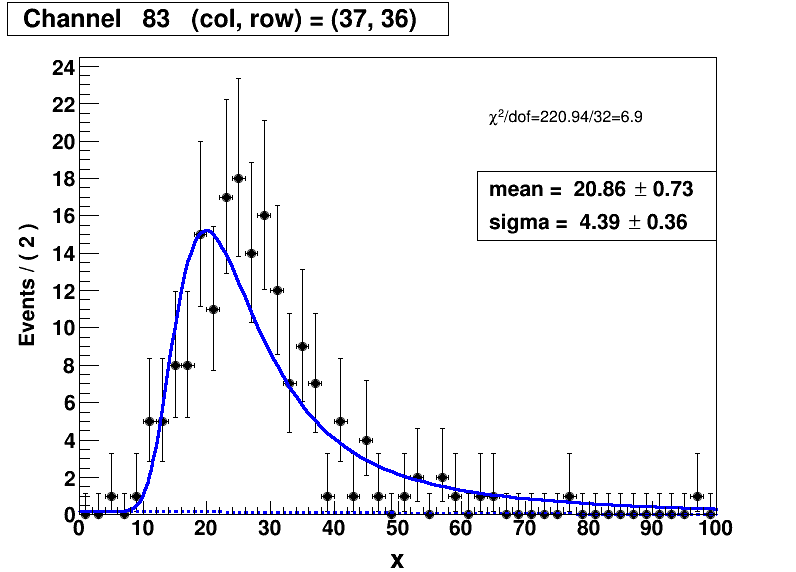 Channel 83 (col, row) = (37, 36)
χ²/dof=220.94/32=6.9
mean = 20.86 ± 0.73
sigma = 4.39 ± 0.36
Events / ( 2 )
24
22
20
18
16
14
12
10
8
6
4
2
0
0 10 20 30 40 50 60 70 80 90 100
x